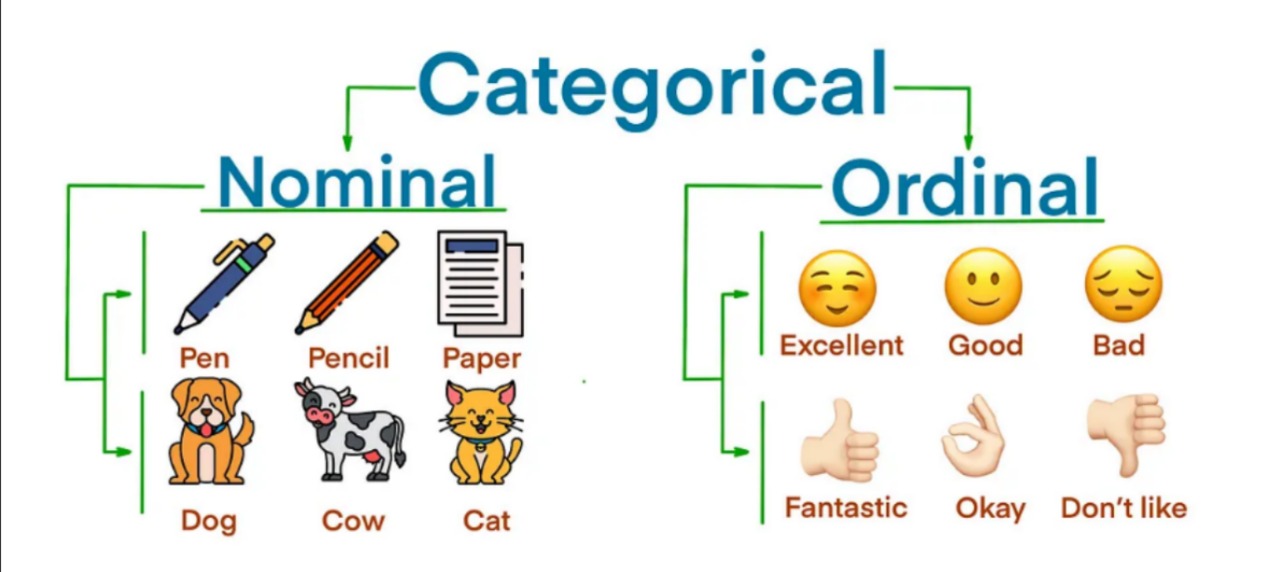 Categorical
Nominal
Ordinal
Pen Pencil Paper
Dog Cow Cat
Excellent Good Bad
Fantastic Okay Don’t like